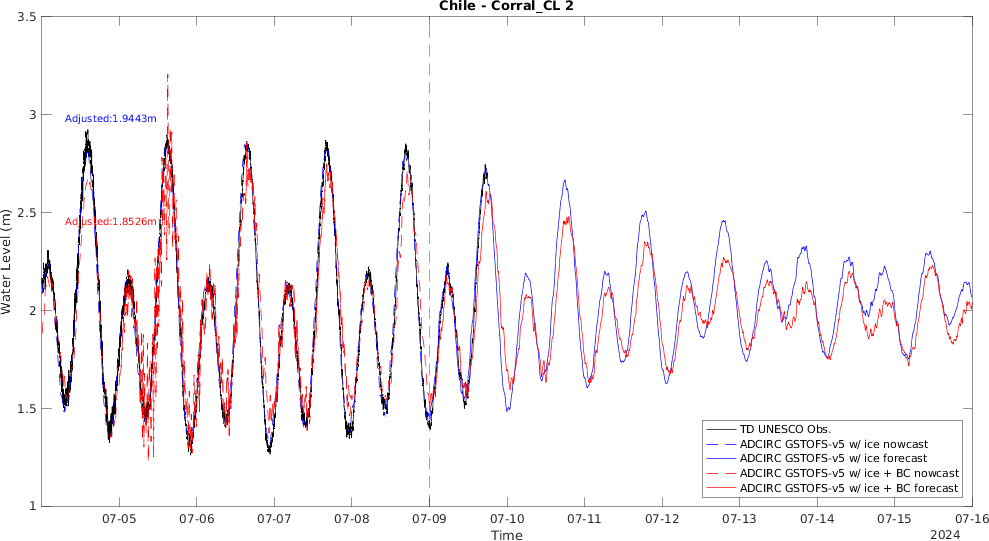 Chile - Corral_CL 2
3.5
3
2.5
2
1.5
1
Water Level (m)
Adjusted:1.9443m
Adjusted:1.8526m
TD UNESCO Obs.
ADCIRC GSTOFS-v5 w/ ice nowcast
ADCIRC GSTOFS-v5 w/ ice forecast
ADCIRC GSTOFS-v5 w/ ice + BC nowcast
ADCIRC GSTOFS-v5 w/ ice + BC forecast
07-05 07-06 07-07 07-08 07-09 07-10 07-11 07-12 07-13 07-14 07-15 07-16
Time
2024